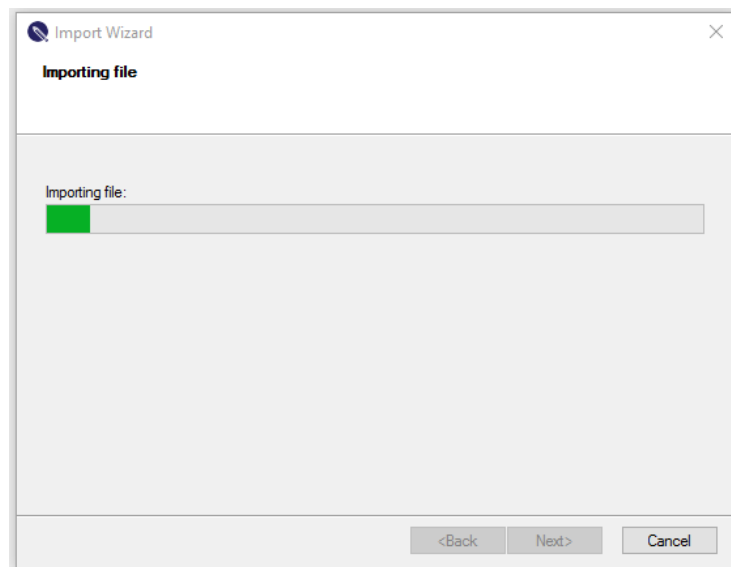 Import Wizard
Importing file
Importing file:
<Back Next> Cancel